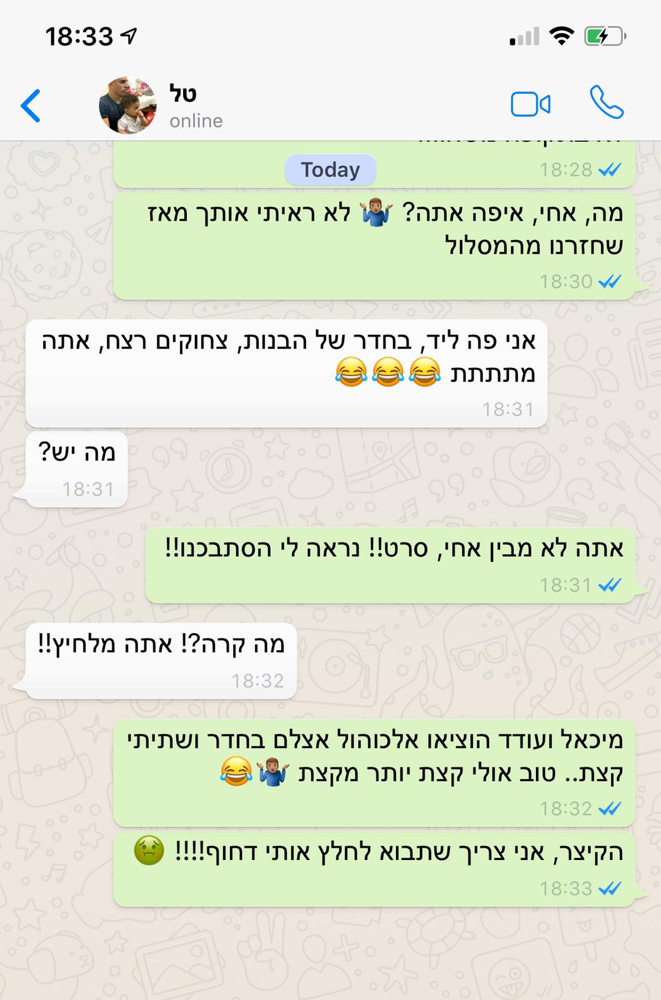 18:33
טל
online
18:28
Today
מה, אחי, איפה אתה? 🤷🏽‍♂️ לא ראיתי אותך מאז
שחזרנו מהמסלול
18:30
אני פה ליד, בחדר של הבנות, צחוקים רצח, אתה
מתתתת 😂😂😂
18:31
מה יש?
18:31
אתה לא מבין אחי, סרט!! נראה לי הסתבכנו!!
18:31
מה קרה?! אתה מלחיץ!!
18:32
מיכאל ועודד הוציאו אלכוהול אצלם בחדר ושתיתי
קצת.. טוב אולי קצת יותר מקצת 🤷🏽‍♂️😂
18:32
הקיצר, אני צריך שתבוא לחלץ אותי דחוף!!!! 🤢
18:33